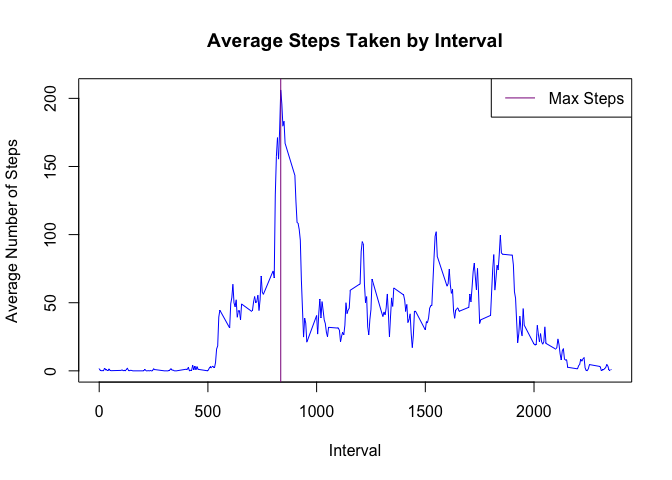 Average Steps Taken by Interval
Max Steps
Average Number of Steps
200
150
100
50
0
0 500 1000 1500 2000
Interval